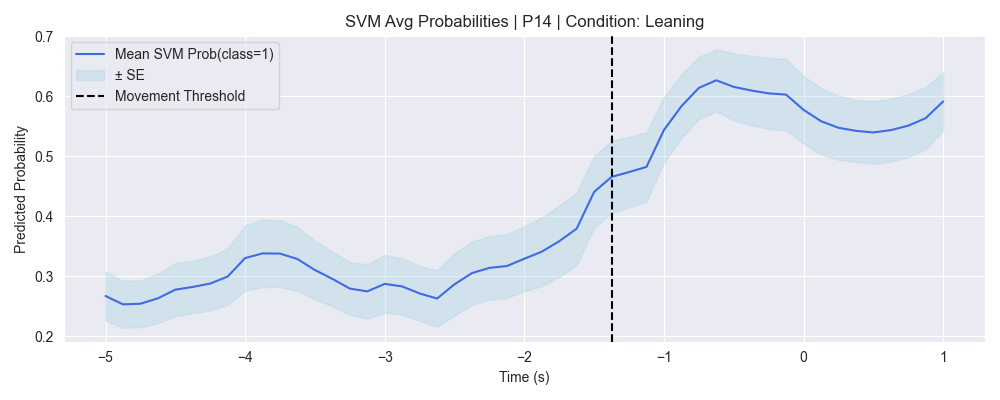 SVM Avg Probabilities | P14 | Condition: Leaning
Mean SVM Prob(class=1)
± SE
Movement Threshold
Predicted Probability
0.7
0.6
0.5
0.4
0.3
0.2
−5
−4
−3
−2
−1
0
1
Time (s)